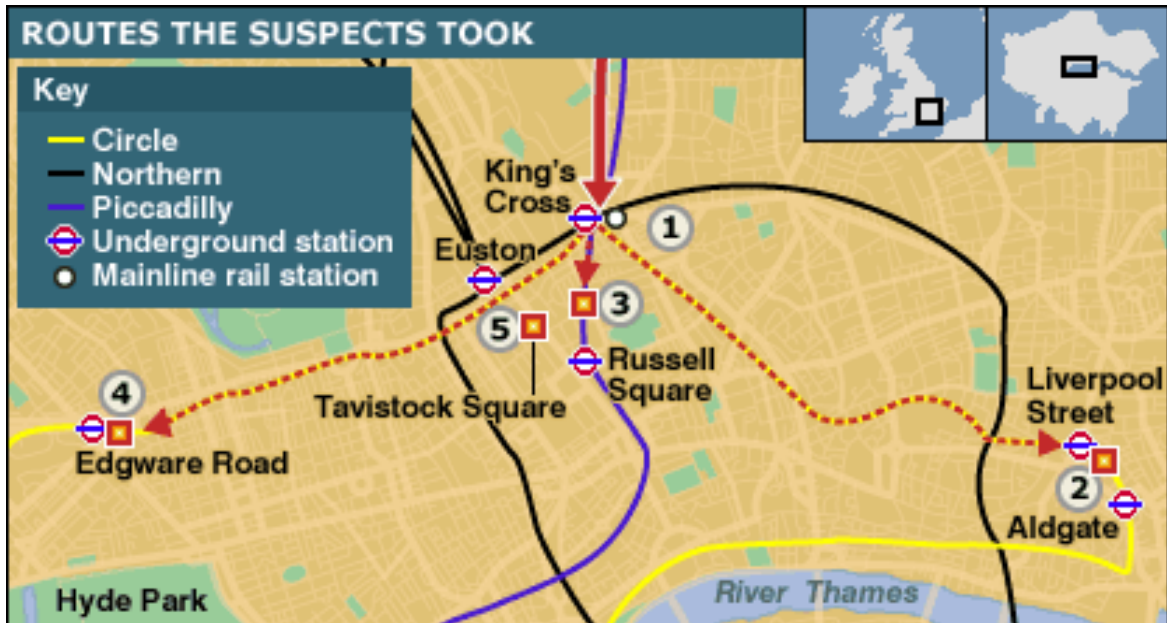 ROUTES THE SUSPECTS TOOK
Key
Circle
Northern
Piccadilly
Underground station
Mainline rail station
King's
Cross
1
Euston
3
5
Russell
Square
Tavistock Square
4
Edgware Road
Liverpool
Street
2
Aldgate
Hyde Park
River Thames